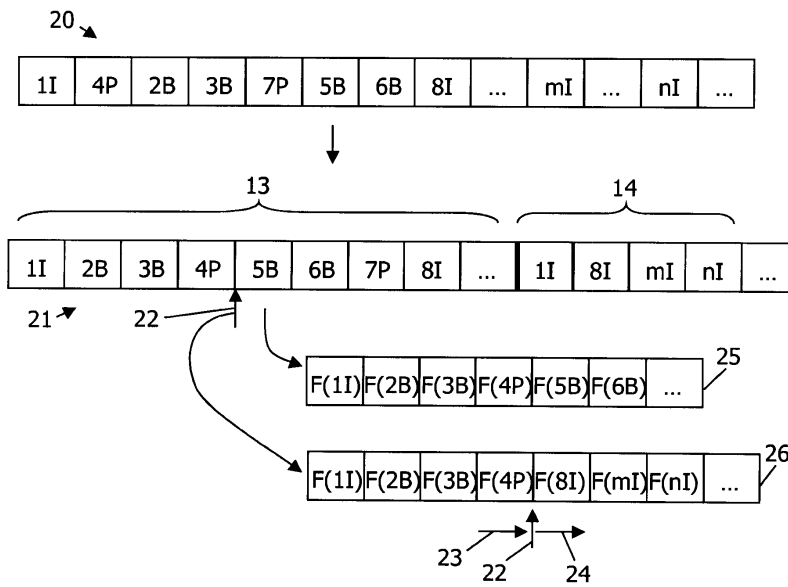 20
1I 4P 2B 3B 7P 5B 6B 8I ... mI ... nI ...
13 14
1I 2B 3B 4P 5B 6B 7P 8I ... 1I 8I mI nI ...
21 22
F(1I) F(2B) F(3B) F(4P) F(5B) F(6B) ... 25
F(1I) F(2B) F(3B) F(4P) F(8I) F(mI) F(nI) ... 26
23 22 24